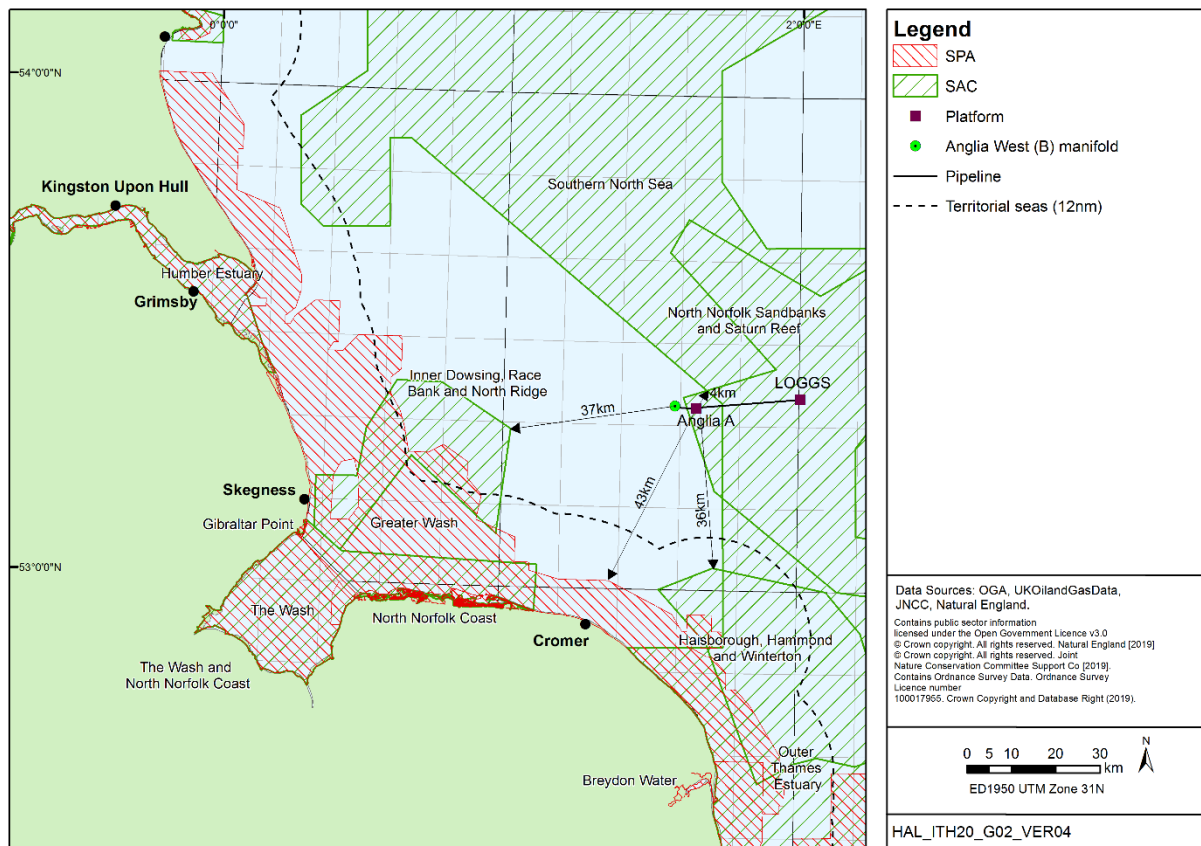 0°0'0"
2°0'0"E
54°0'0"N
Kingston Upon Hull
Southern North Sea
Humber Estuary
Grimsby
North Norfolk Sandbanks
and Saturn Reef
Inner Dowsing, Race
Bank and North Ridge
LOGGS
4km
37km
Anglia A
43km
36km
Skegness
Gibraltar Point
Greater Wash
53°0'0"N
The Wash
North Norfolk Coast
Cromer
Haisborough, Hammond
and Winterton
The Wash and
North Norfolk Coast
Outer
Thames
Estuary
Breydon Water
Legend
SPA
SAC
Platform
Anglia West (B) manifold
Pipeline
Territorial seas (12nm)
Data Sources: OGA, UKOilandGasData,
JNCC, Natural England.
Contains public sector information
licensed under the Open Government Licence v3.0
© Crown copyright. All rights reserved. Natural England [2019]
© Crown copyright. All rights reserved. Joint
Nature Conservation Committee Support Co [2019].
Contains Ordnance Survey Data. Ordnance Survey
Licence number
100017955. Crown Copyright and Database Right (2019).
0 5 10 20 30
km
N
ED1950 UTM Zone 31N
HAL_ITH20_G02_VER04